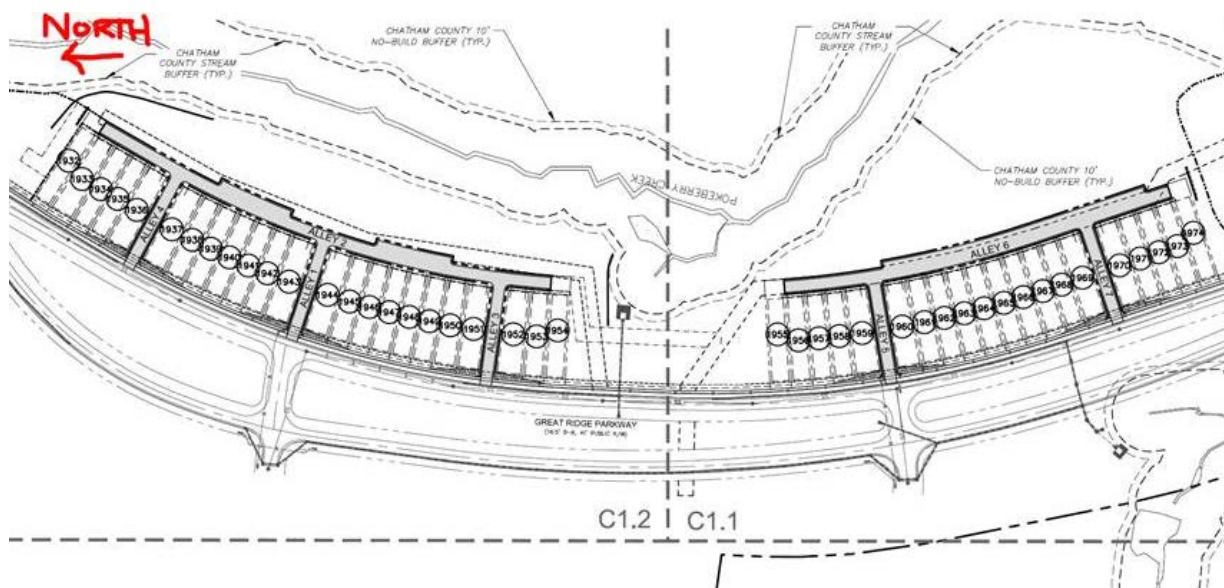 NORTH
CHATHAM
COUNTY STREAM
BUFFER (TYP.)
CHATHAM COUNTY 10'
NO-BUILD BUFFER (TYP.)
CHATHAM
COUNTY STREAM
BUFFER (TYP.)
CHATHAM COUNTY 10'
NO-BUILD BUFFER (TYP.)
POKEBERRY CREEK
1932
1933
1934
1935
1936
ALLEY 4
1937
1938
1939
1940
1941
1942
1943
ALLEY 2
ALLEY 1
1944
1945
1946
1947
1948
1949
1950
1951
ALLEY 3
1952
1953
1954
1955
1956
1957
1958
1959
ALLEY 6
1960
1961
1962
1963
1964
1965
1966
1967
1968
1969
ALLEY 7
1970
1971
1972
1973
1974
GREAT RIDGE PARKWAY
C1.2
C1.1